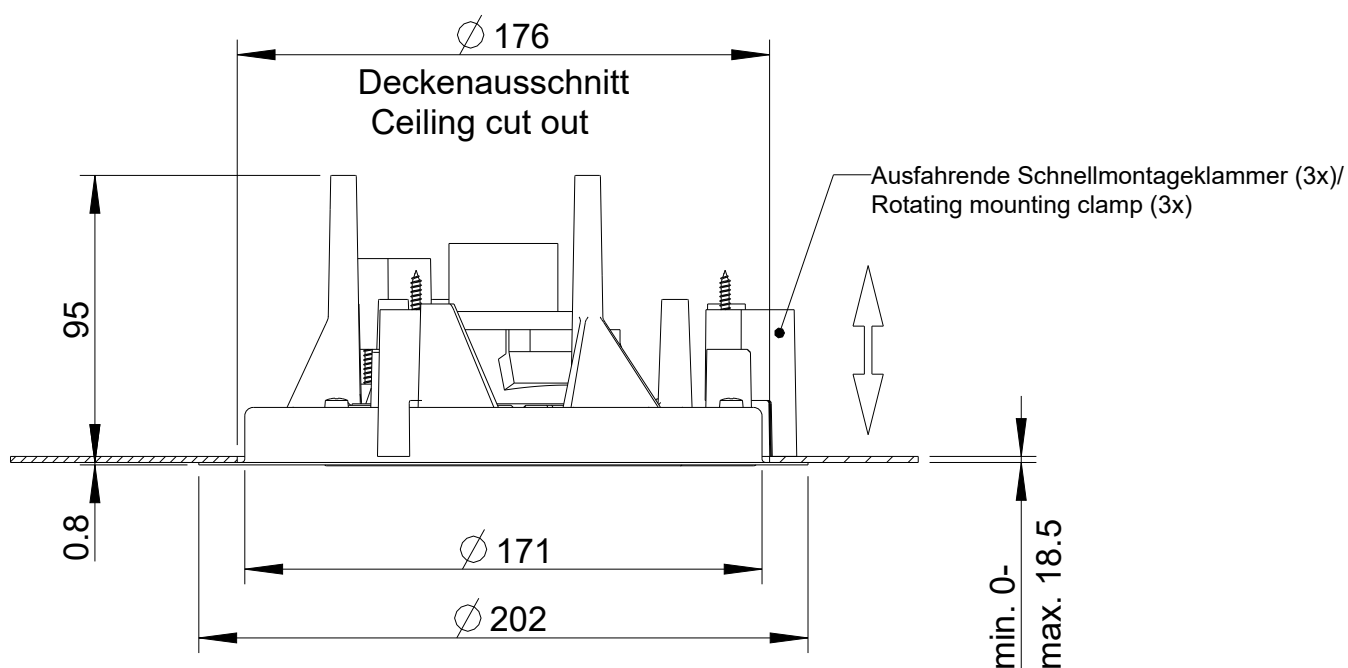 ∅ 176
Deckenausschnitt
Ceiling cut out
Ausfahrende Schnellmontageklammer (3x)/
Rotating mounting clamp (3x)
95
0.8
∅ 171
∅ 202
min. 0-
max. 18.5